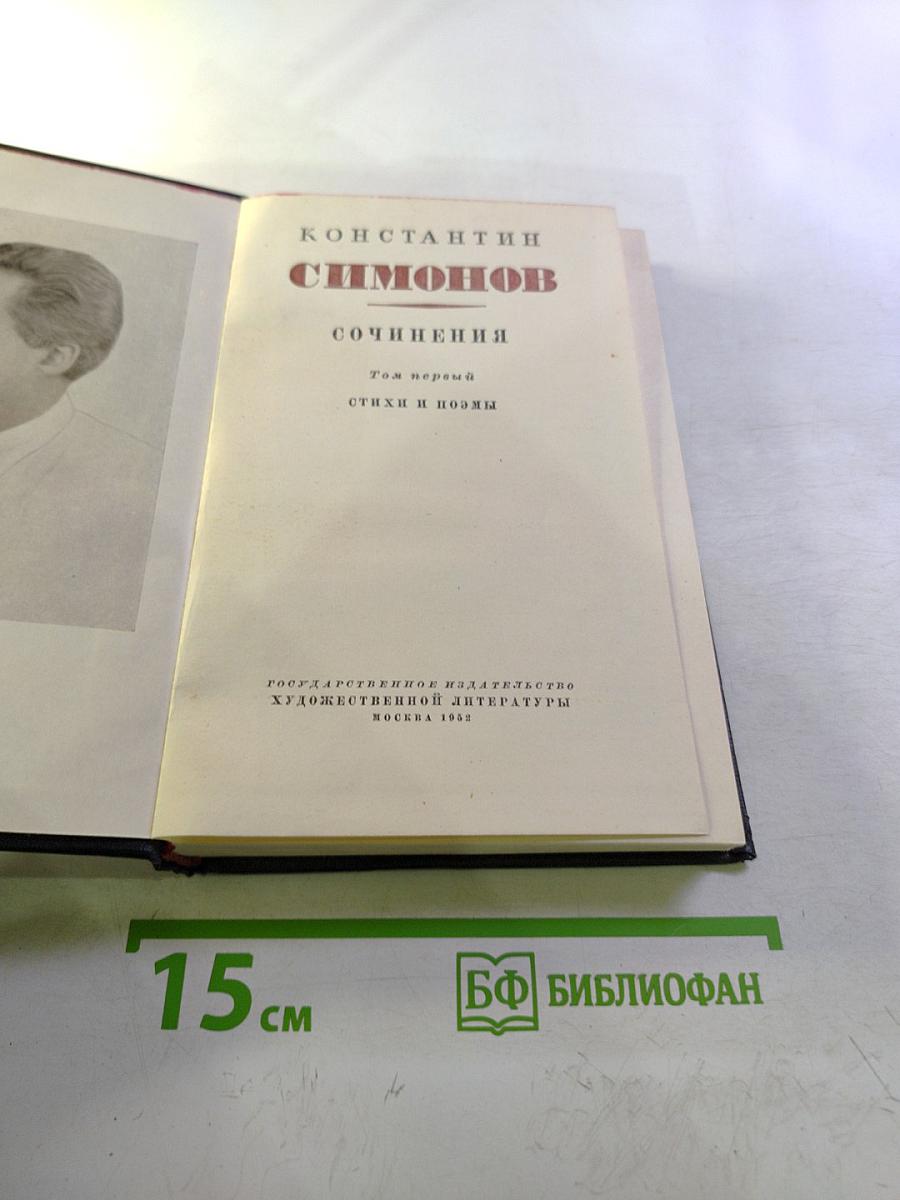 КОНСТАНТИН
СИМОНОВ
СОЧИНЕНИЯ
Том первый
СТИХИ И ПОЭМЫ
ГОСУДАРСТВЕННОЕ ИЗДАТЕЛЬСТВО
ХУДОЖЕСТВЕННОЙ ЛИТЕРАТУРЫ
МОСКВА 1952
15 см
БФ БИБЛИОФАН